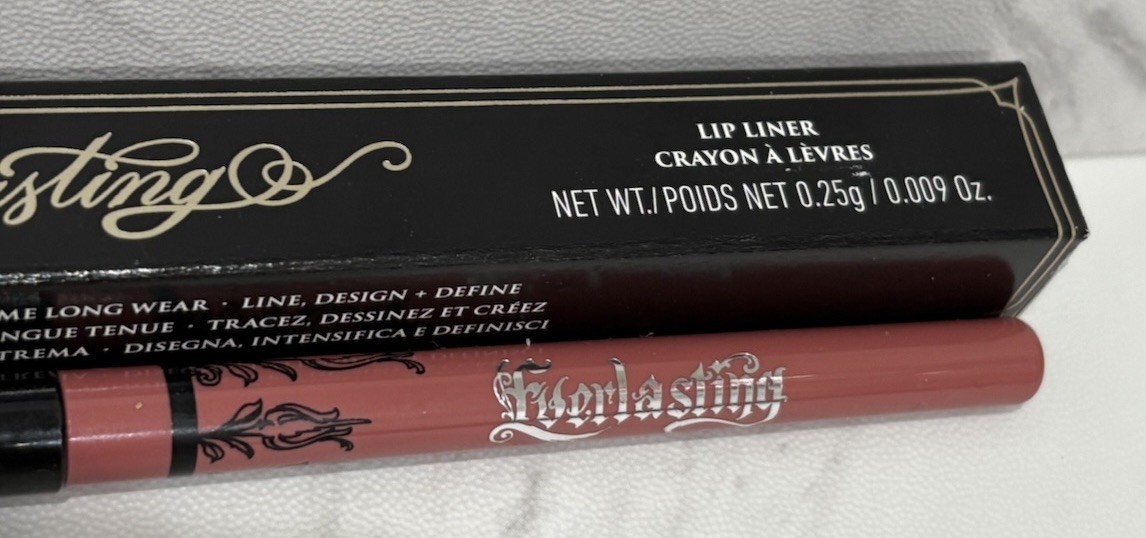 sting
LIP LINER
CRAYON À LÈVRES
NET WT./POIDS NET 0.25g / 0.009 Oz.
ME LONG WEAR · LINE, DESIGN + DEFINE
NGUE TENUE · TRACEZ, DESSINEZ ET CRÉEZ
TREMA · DISEGNA, INTENSIFICA E DEFINISCI
Everlasting